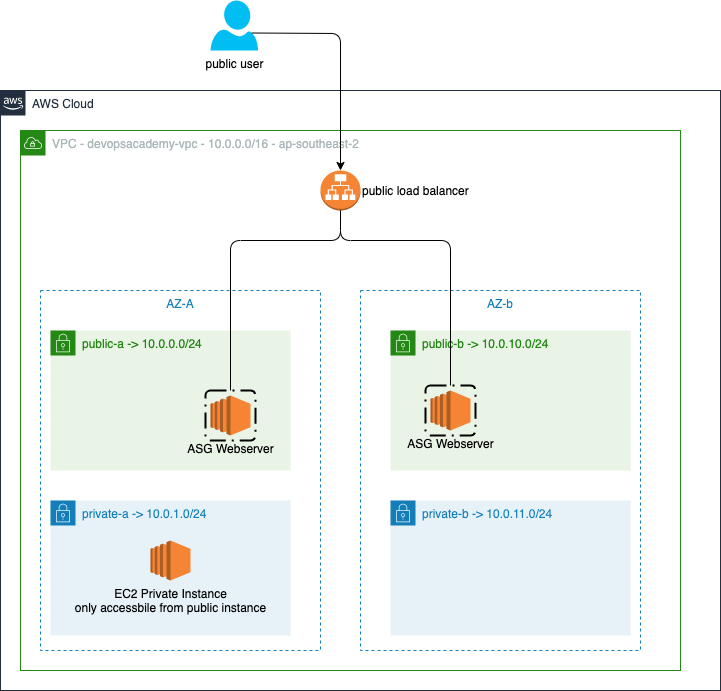 public user
aws
AWS Cloud
VPC - devopsacademy-vpc - 10.0.0.0/16 - ap-southeast-2
public load balancer
AZ-A
AZ-b
public-a -> 10.0.0.0/24
public-b -> 10.0.10.0/24
ASG Webserver
ASG Webserver
private-a -> 10.0.1.0/24
private-b -> 10.0.11.0/24
EC2 Private Instance
only accessbile from public instance